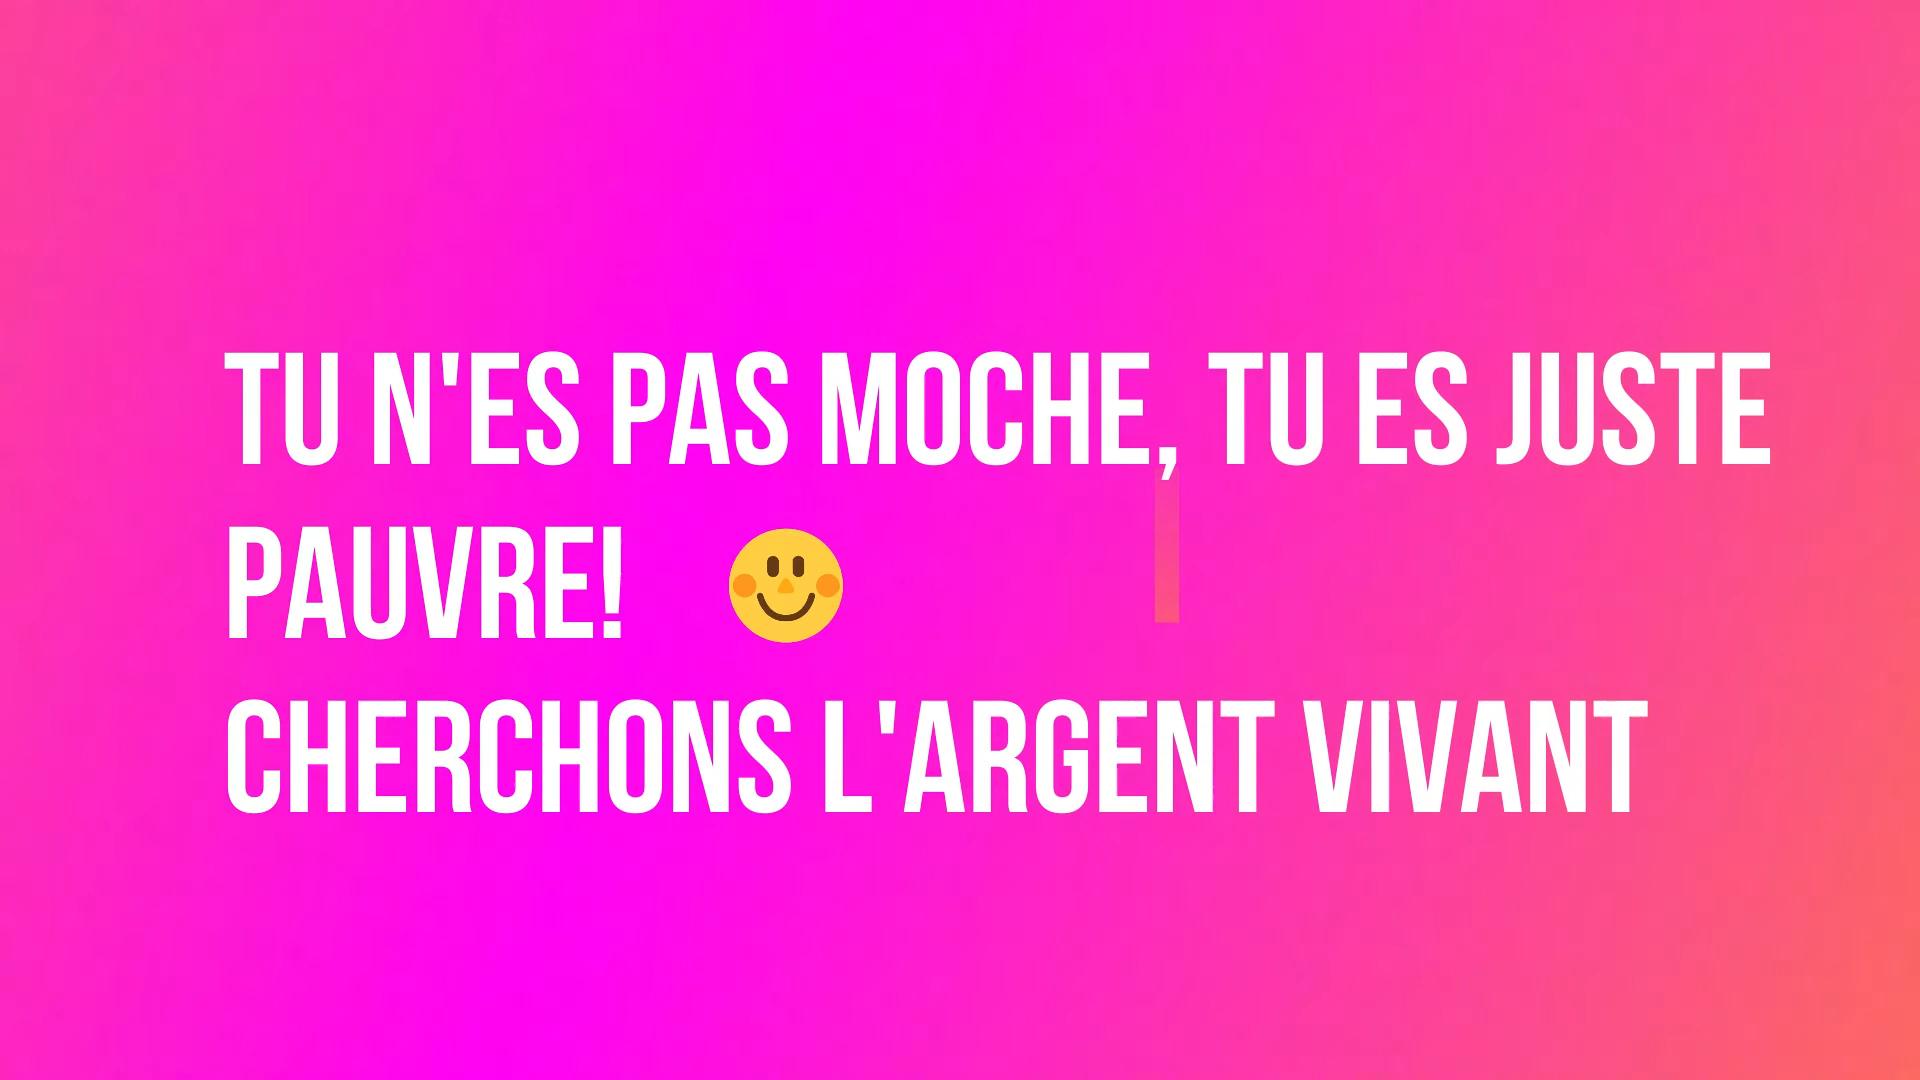 TU N'ES PAS MOCHE, TU ES JUSTE
PAUVRE! 
CHERCHONS L'ARGENT VIVANT